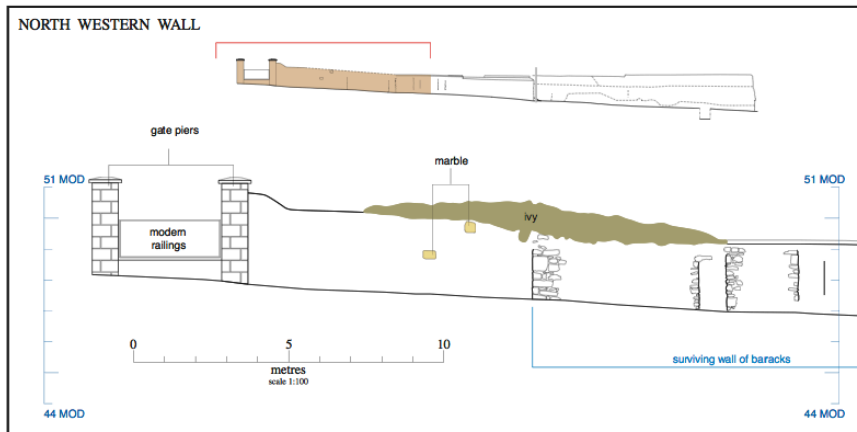 NORTH WESTERN WALL
gate piers
marble
51 MOD
51 MOD
ivy
modern
railings
0 5 10
metres
scale 1:100
surviving wall of baracks
44 MOD
44 MOD